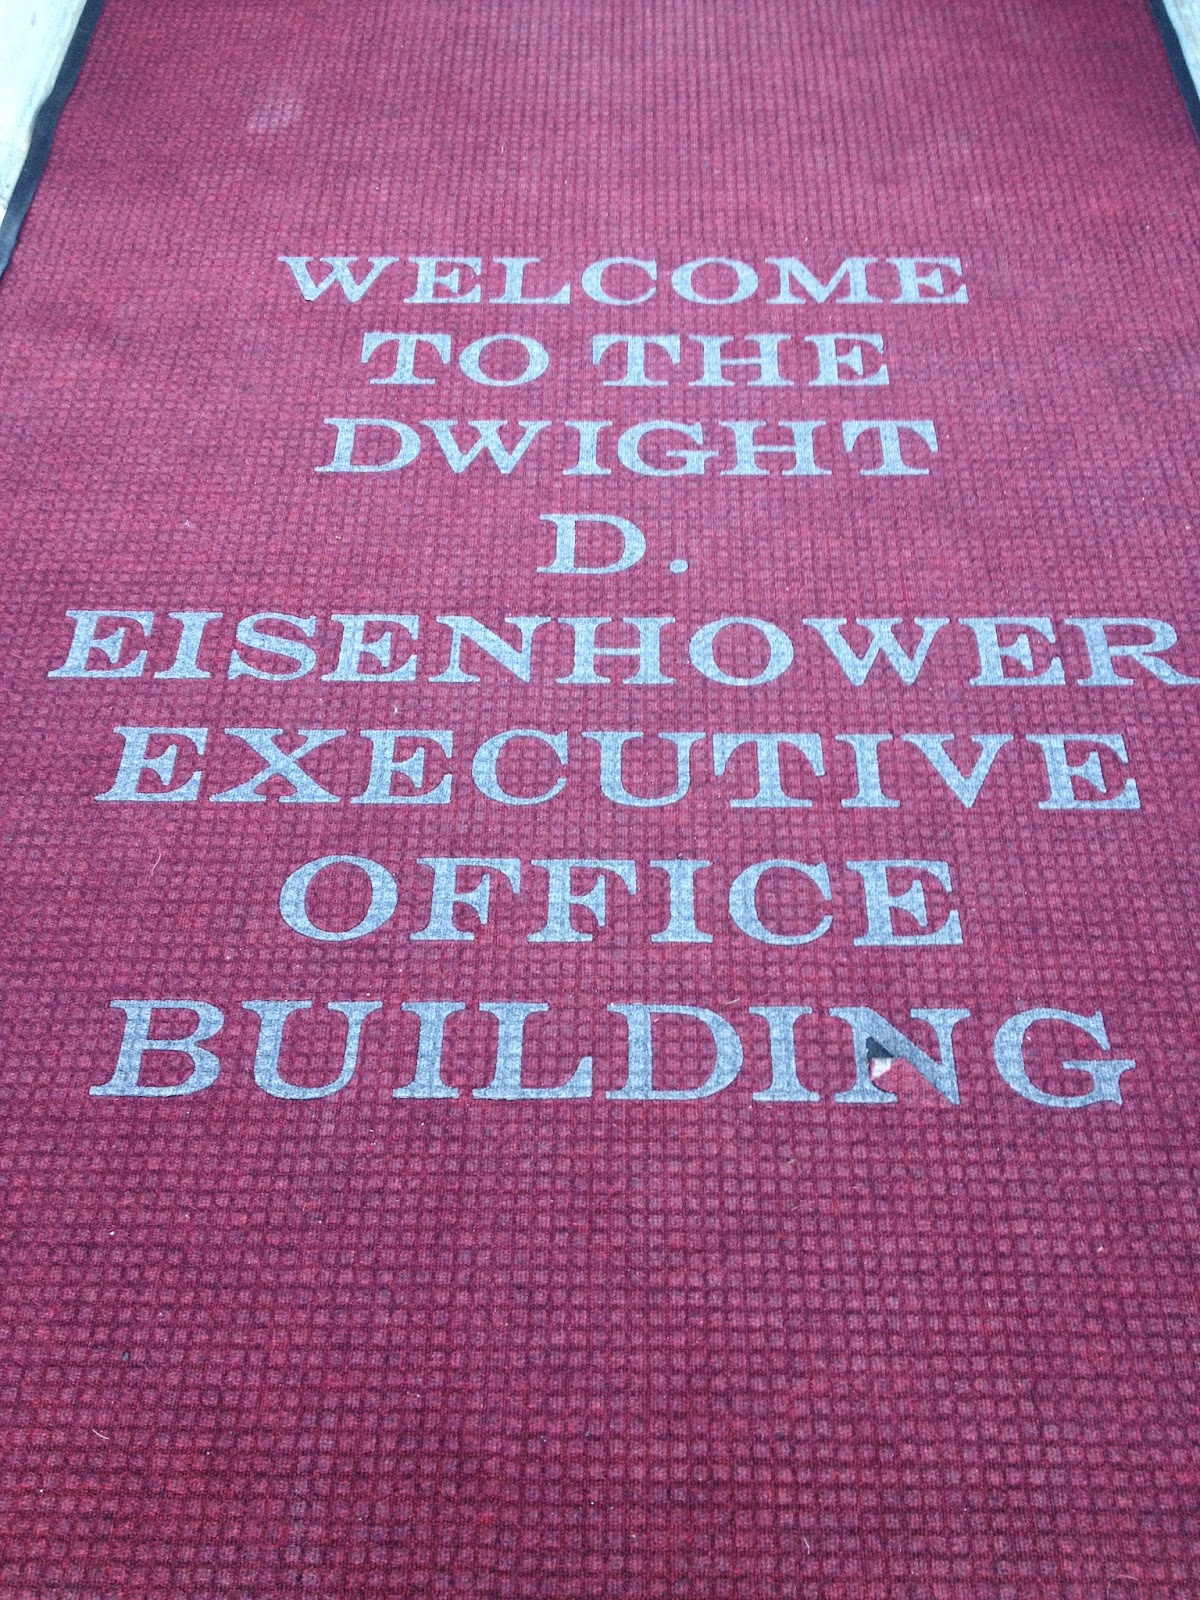 WELCOME
TO THE
DWIGHT
D.
EISENHOWER
EXECUTIVE
OFFICE
BUILDING